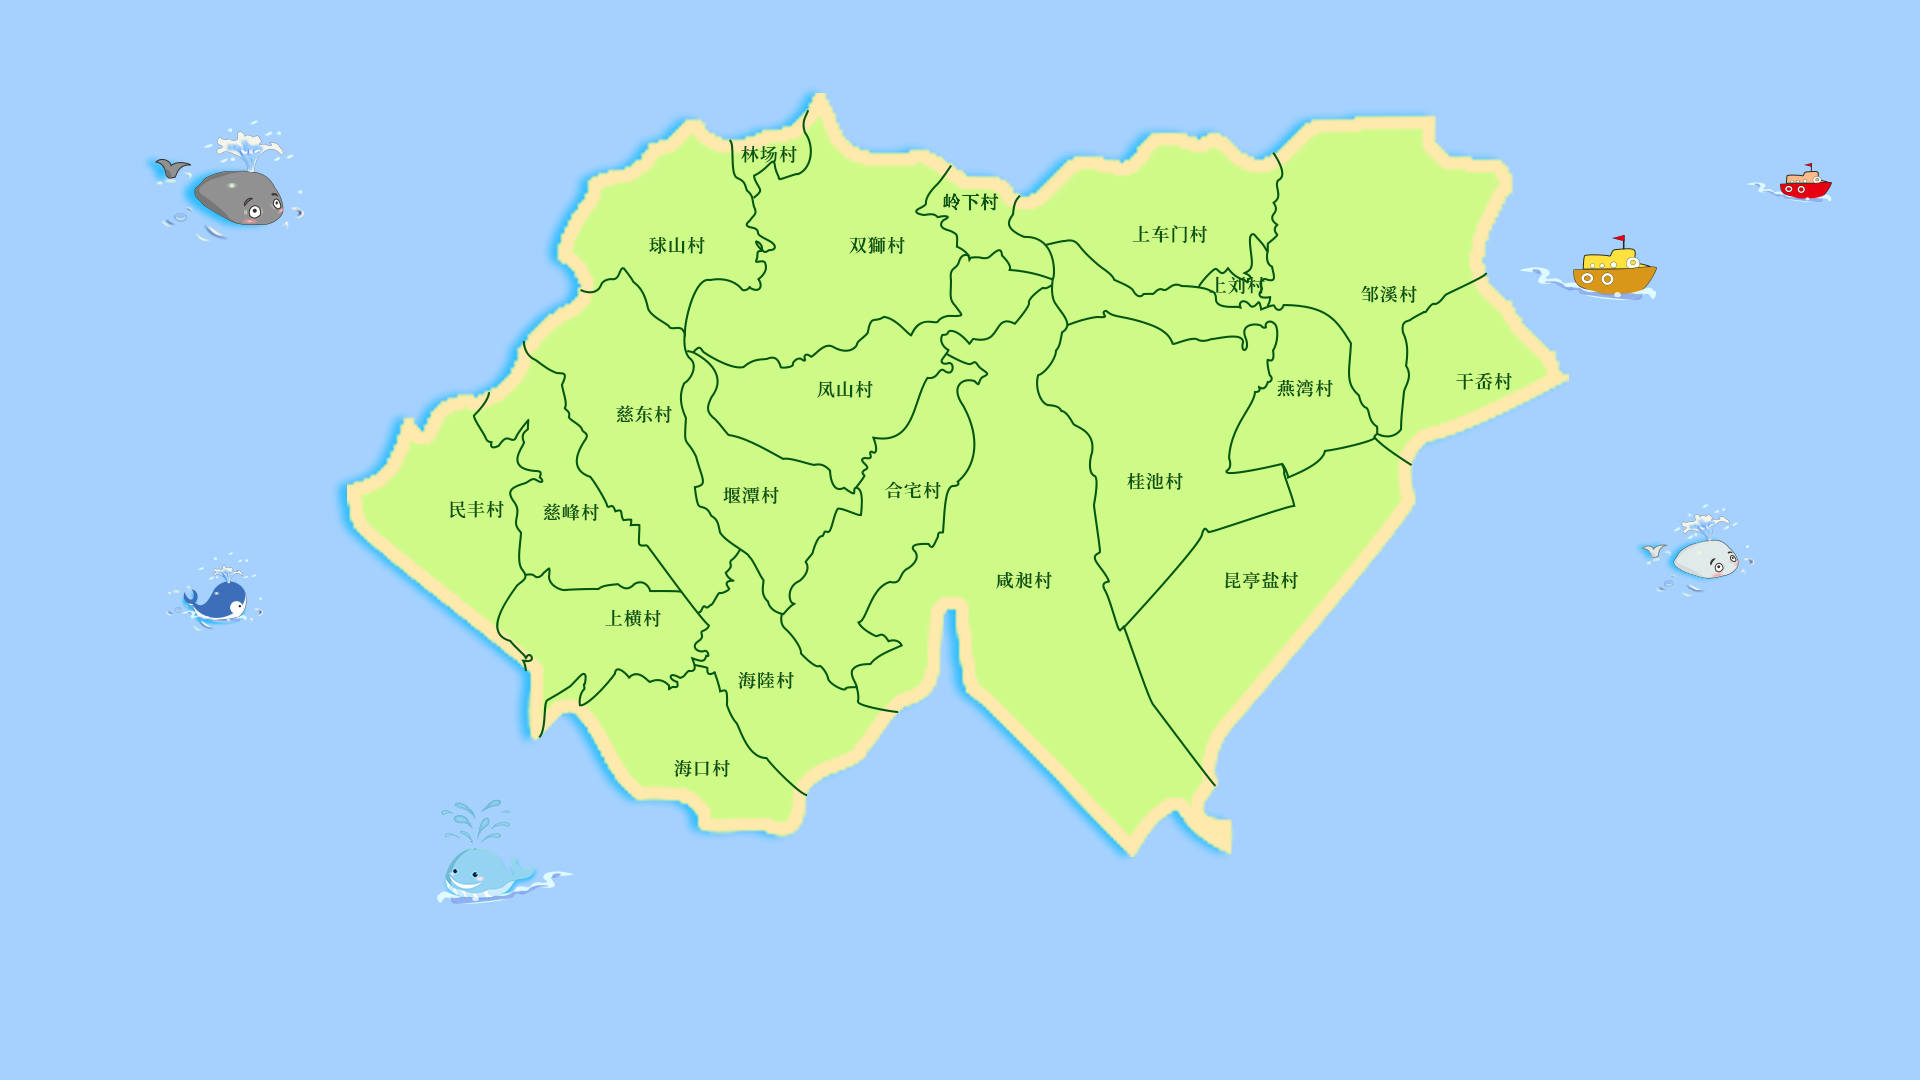 林场村
岭下村
上车门村
球山村
双狮村
上刘村
邹溪村
干岙村
燕湾村
凤山村
慈东村
桂池村
合宅村
堰潭村
民丰村
慈峰村
咸昶村
昆亭盐村
上横村
海陸村
海口村